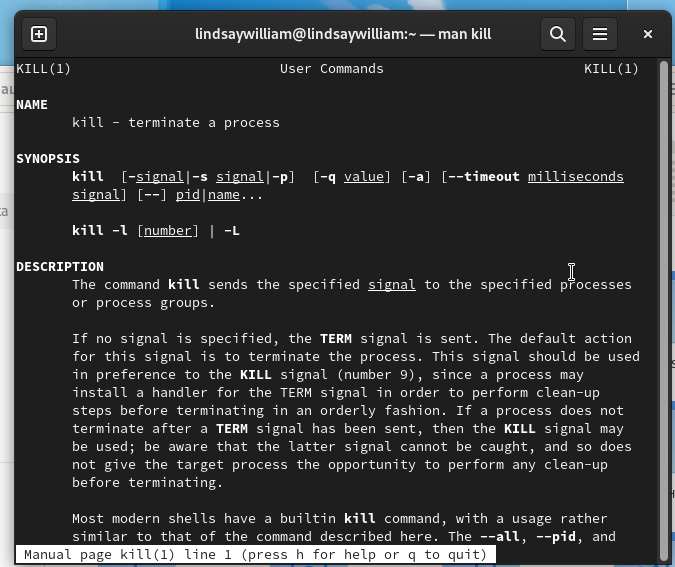 lindsaywilliam@lindsaywilliam:~ — man kill
KILL(1) User Commands KILL(1)
NAME
kill - terminate a process
SYNOPSIS
kill [-signal|-s signal|-p] [-q value] [-a] [--timeout milliseconds
signal] [--] pid|name...
kill -l [number] | -L
DESCRIPTION
The command kill sends the specified signal to the specified processes
or process groups.
If no signal is specified, the TERM signal is sent. The default action
for this signal is to terminate the process. This signal should be used
in preference to the KILL signal (number 9), since a process may
install a handler for the TERM signal in order to perform clean-up
steps before terminating in an orderly fashion. If a process does not
terminate after a TERM signal has been sent, then the KILL signal may
be used; be aware that the latter signal cannot be caught, and so does
not give the target process the opportunity to perform any clean-up
before terminating.
Most modern shells have a builtin kill command, with a usage rather
similar to that of the command described here. The --all, --pid, and
Manual page kill(1) line 1 (press h for help or q to quit)